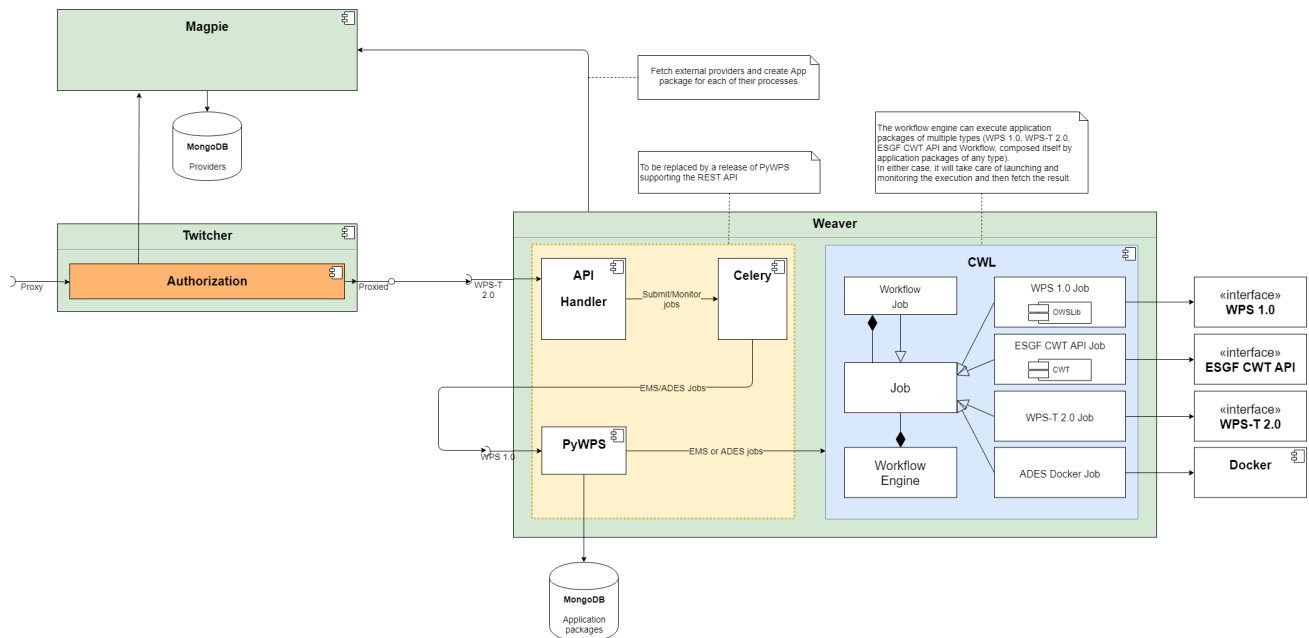 Magpie
MongoDB
Providers
Fetch external providers and create App
package for each of their processes
The workflow engine can execute application
packages of multiple types (WPS 1.0, WPS-T 2.0,
ESGF CWT API and Workflow, composed itself by
application packages of any type).
In either case, it will take care of launching and
monitoring the execution and then fetch the result.
To be replaced by a release of PyWPS
supporting the REST API
Twitcher
Authorization
Proxy
Proxied
WPS-T
2.0
Weaver
API
Handler
Submit/Monitor
jobs
Celery
EMS/ADES Jobs
WPS 1.0
PyWPS
EMS or ADES jobs
MongoDB
Application
packages
CWL
Workflow
Job
Job
Workflow
Engine
WPS 1.0 Job
OWSLib
ESGF CWT API Job
CWT
WPS-T 2.0 Job
ADES Docker Job
«interface»
WPS 1.0
«interface»
ESGF CWT API
«interface»
WPS-T 2.0
Docker